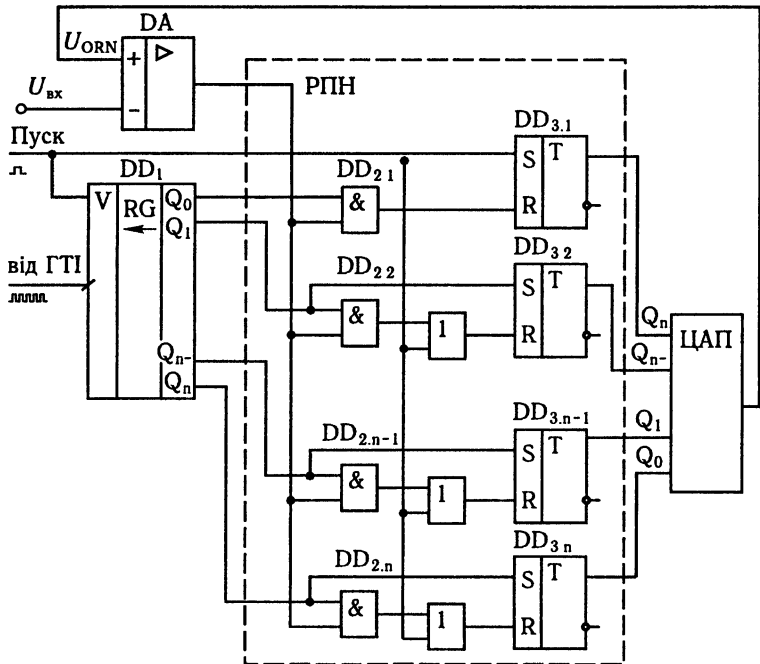 DA
U_ORN
+
U_вх
−
РПН
Пуск
DD_3.1
S T
R
DD_1
V RG Q_0
Q_1
DD_2 1
&
від ГТІ
DD_2 2
&
1
DD_3 2
S T
R
Q_n-
Q_n
ЦАП
Q_n
Q_n-
Q_1
Q_0
DD_2.n-1
&
1
DD_3.n-1
S T
R
DD_2.n
&
1
DD_3 n
S T
R